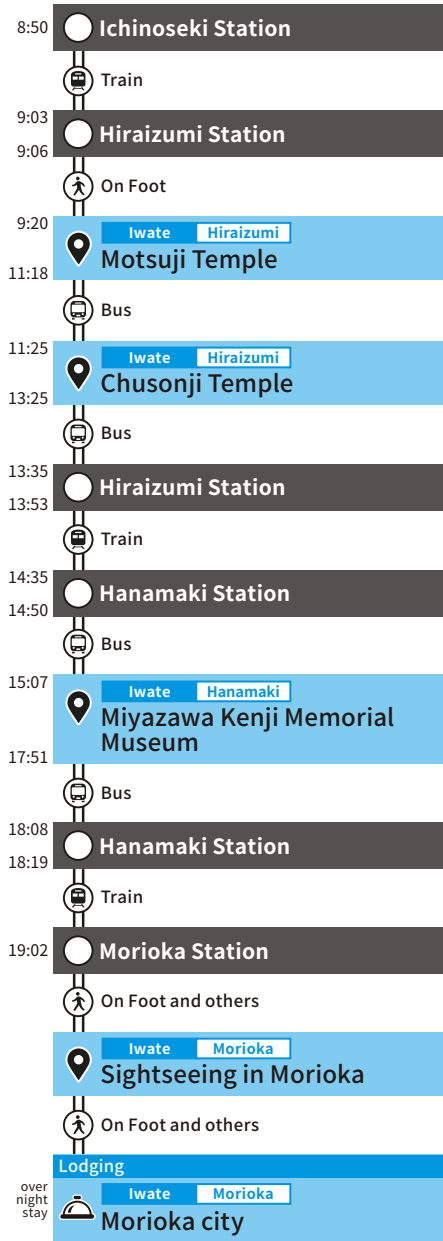 8:50 Ichinoseki Station
Train
9:03
Hiraizumi Station
9:06
On Foot
9:20
Iwate Hiraizumi
Motsuji Temple
11:18
Bus
11:25
Iwate Hiraizumi
Chusonji Temple
13:25
Bus
13:35
Hiraizumi Station
13:53
Train
14:35
Hanamaki Station
14:50
Bus
15:07
Iwate Hanamaki
Miyazawa Kenji Memorial
Museum
17:51
Bus
18:08
Hanamaki Station
18:19
Train
19:02 Morioka Station
On Foot and others
Iwate Morioka
Sightseeing in Morioka
On Foot and others
Lodging
over
night
stay
Iwate Morioka
Morioka city